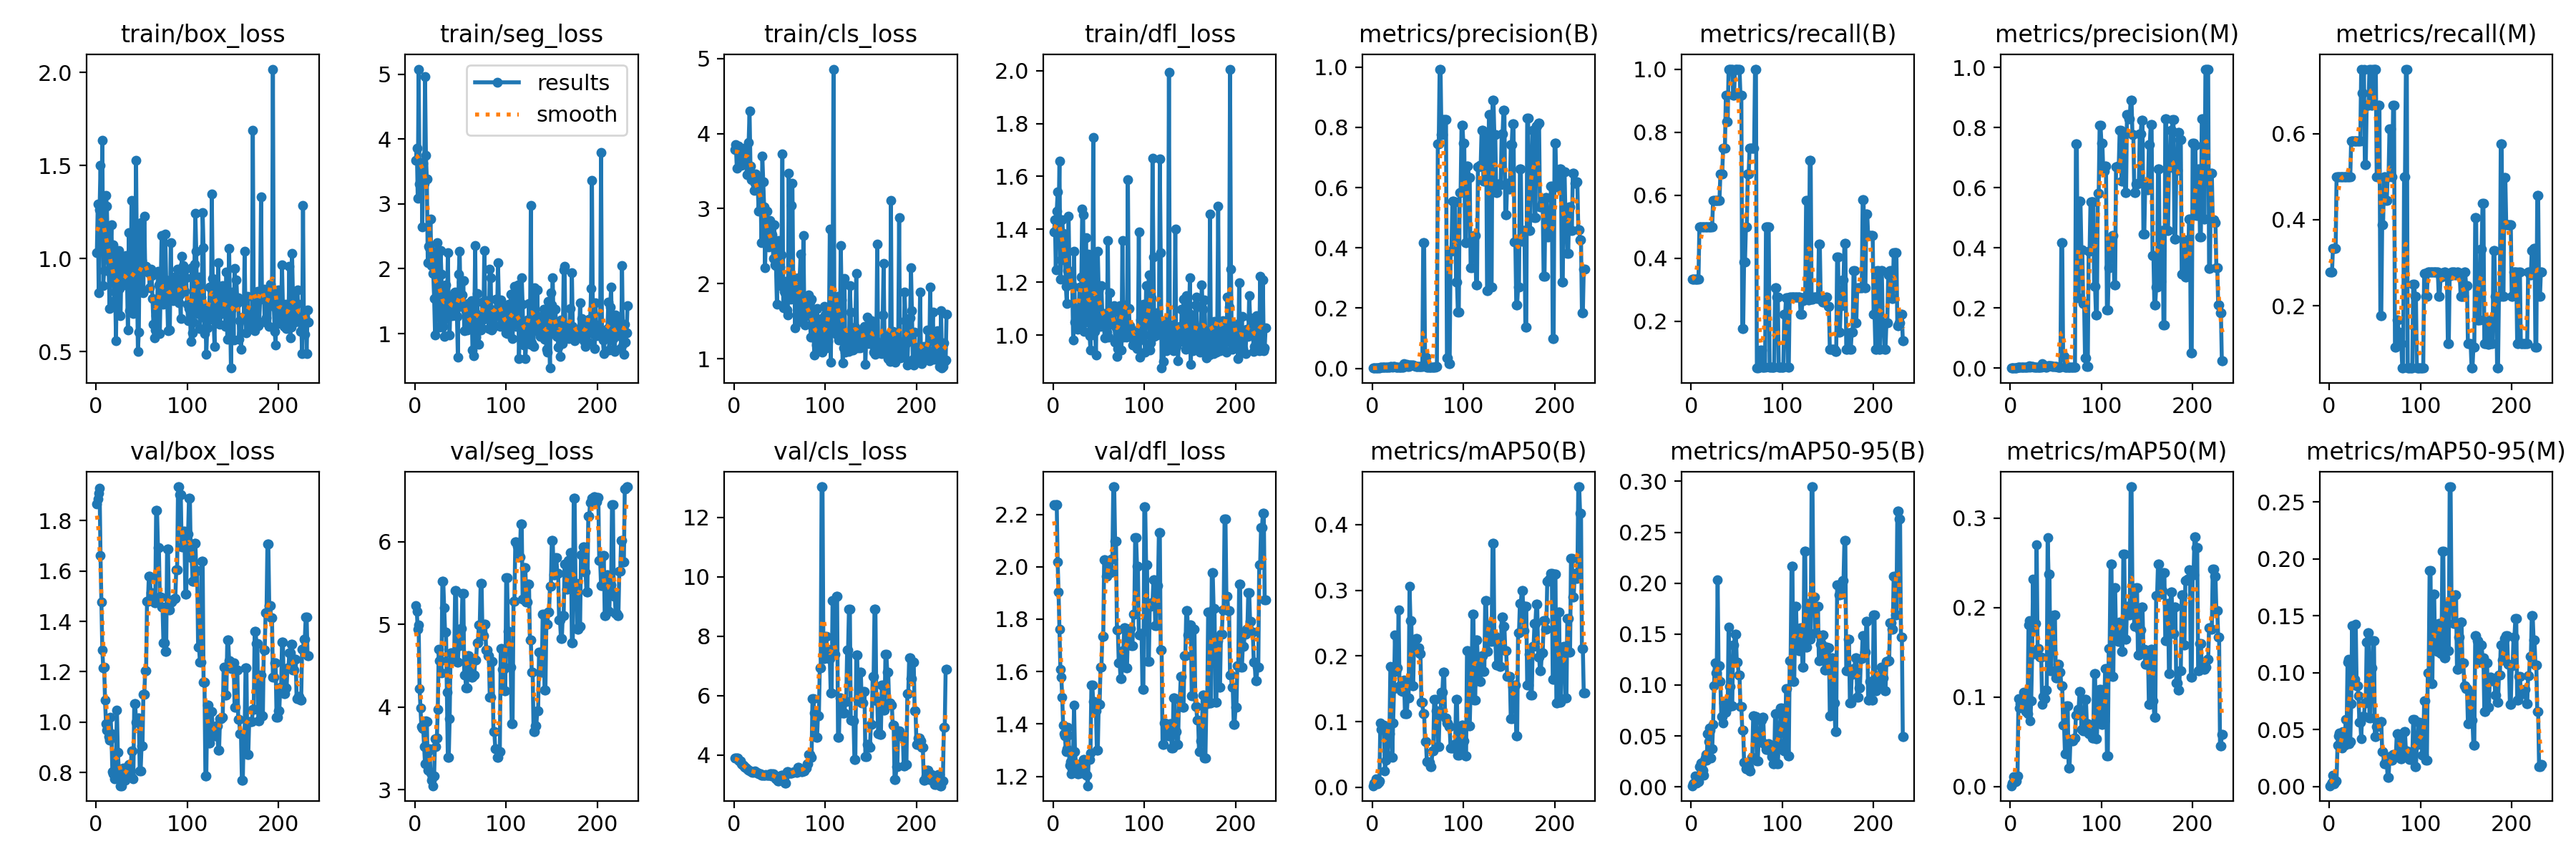 train/box_loss
2.0
1.5
1.0
0.5
0 100 200
train/seg_loss
results
smooth
5
4
3
2
1
0 100 200
train/cls_loss
5
4
3
2
1
0 100 200
train/dfl_loss
2.0
1.8
1.6
1.4
1.2
1.0
0 100 200
metrics/precision(B)
1.0
0.8
0.6
0.4
0.2
0.0
0 100 200
metrics/recall(B)
1.0
0.8
0.6
0.4
0.2
0 100 200
metrics/precision(M)
1.0
0.8
0.6
0.4
0.2
0.0
0 100 200
metrics/recall(M)
0.6
0.4
0.2
0 100 200
val/box_loss
1.8
1.6
1.4
1.2
1.0
0.8
0 100 200
val/seg_loss
6
5
4
3
0 100 200
val/cls_loss
12
10
8
6
4
0 100 200
val/dfl_loss
2.2
2.0
1.8
1.6
1.4
1.2
0 100 200
metrics/mAP50(B)
0.4
0.3
0.2
0.1
0.0
0 100 200
metrics/mAP50-95(B)
0.30
0.25
0.20
0.15
0.10
0.05
0.00
0 100 200
metrics/mAP50(M)
0.3
0.2
0.1
0.0
0 100 200
metrics/mAP50-95(M)
0.25
0.20
0.15
0.10
0.05
0.00
0 100 200